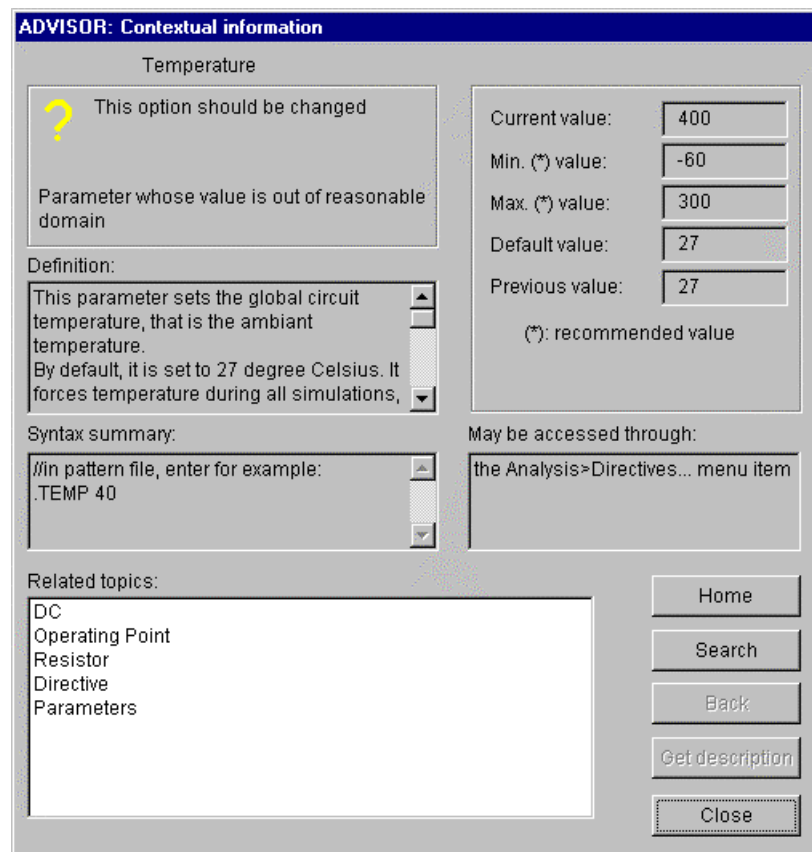 ADVISOR: Contextual information
Temperature
This option should be changed
Parameter whose value is out of reasonable
domain
Current value: 400
Min. (*) value: -60
Max. (*) value: 300
Default value: 27
Previous value: 27
(*): recommended value
Definition:
This parameter sets the global circuit
temperature, that is the ambiant
temperature.
By default, it is set to 27 degree Celsius. It
forces temperature during all simulations,
Syntax summary:
//in pattern file, enter for example:
.TEMP 40
May be accessed through:
the Analysis>Directives... menu item
Related topics:
DC
Operating Point
Resistor
Directive
Parameters
Home
Search
Back
Get description
Close